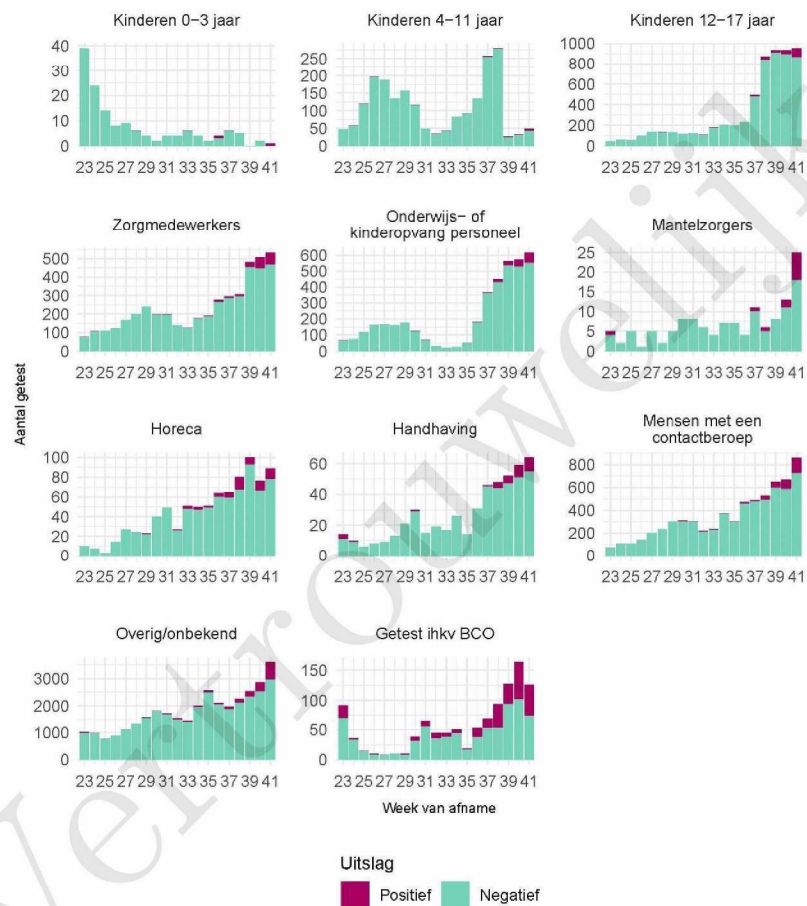 Kinderen 0−3 jaar
Kinderen 4−11 jaar
Kinderen 12−17 jaar
40
30
20
10
0
23 25 27 29 31 33 35 37 39 41
250
200
150
100
50
0
23 25 27 29 31 33 35 37 39 41
1000
800
600
400
200
0
23 25 27 29 31 33 35 37 39 41
Zorgmedewerkers
Onderwijs− of
kinderopvang personeel
Mantelzorgers
500
400
300
200
100
0
23 25 27 29 31 33 35 37 39 41
600
500
400
300
200
100
0
23 25 27 29 31 33 35 37 39 41
25
20
15
10
5
0
23 25 27 29 31 33 35 37 39 41
Aantal getest
Horeca
Handhaving
Mensen met een
contactberoep
100
80
60
40
20
0
23 25 27 29 31 33 35 37 39 41
60
40
20
0
23 25 27 29 31 33 35 37 39 41
800
600
400
200
0
23 25 27 29 31 33 35 37 39 41
Overig/onbekend
Getest ihkv BCO
3000
2000
1000
0
23 25 27 29 31 33 35 37 39 41
150
100
50
0
23 25 27 29 31 33 35 37 39 41
Week van afname
Uitslag
Positief
Negatief
Vertrouwelijk